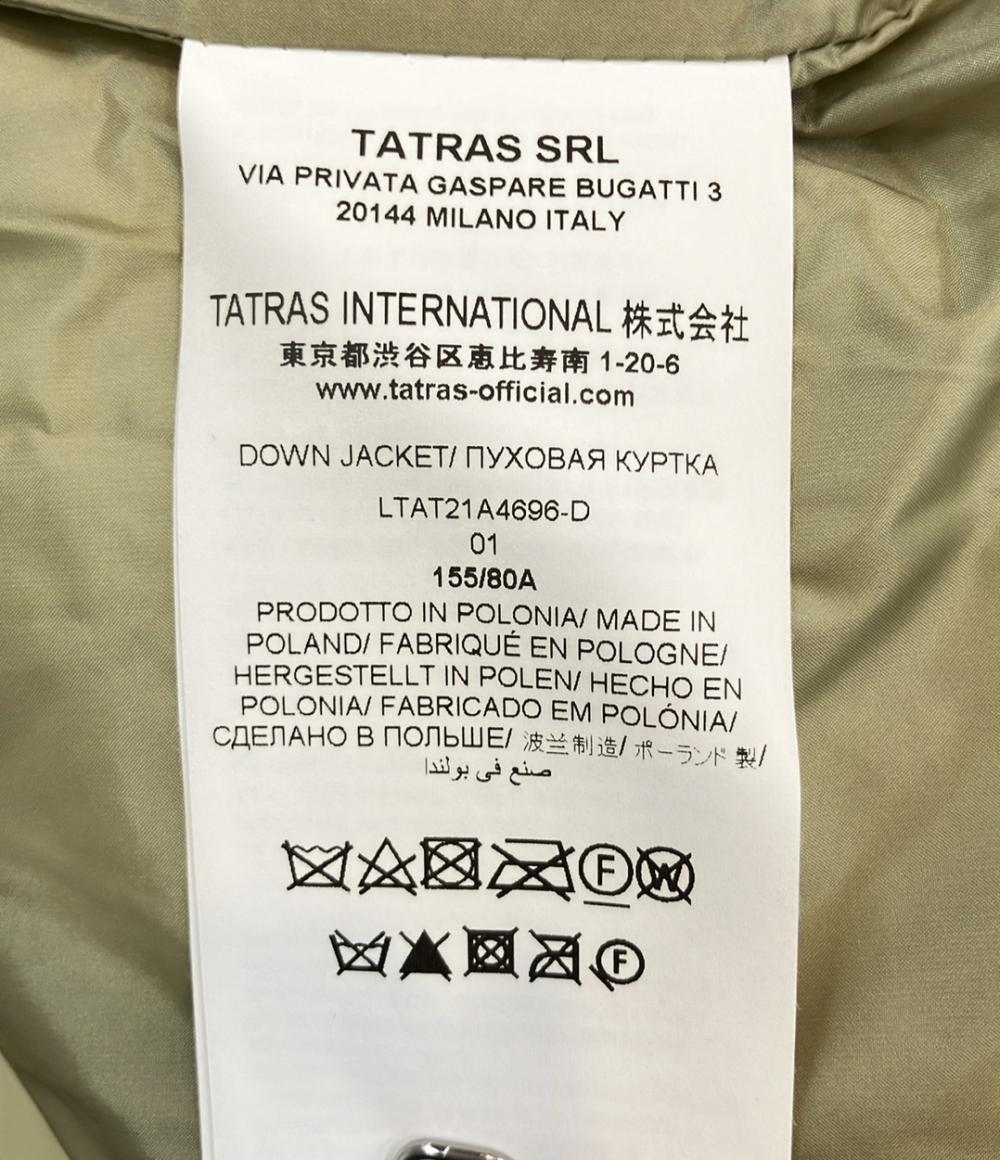 TATRAS SRL
VIA PRIVATA GASPARE BUGATTI 3
20144 MILANO ITALY
TATRAS INTERNATIONAL 株式会社
東京都渋谷区恵比寿南 1-20-6
www.tatras-official.com
DOWN JACKET/ ПУХОВАЯ КУРТКА
LTAT21A4696-D
01
155/80A
PRODOTTO IN POLONIA/ MADE IN
POLAND/ FABRIQUÉ EN POLOGNE/
HERGESTELLT IN POLEN/ HECHO EN
POLONIA/ FABRICADO EM POLÓNIA/
СДЕЛАНО В ПОЛЬШЕ/ 波兰制造/ ポーランド 製/
صنع في بولندا
F W
F